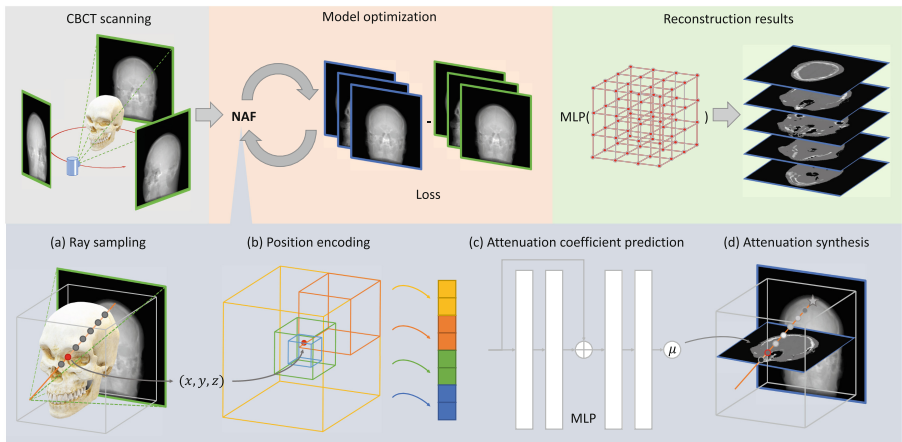 CBCT scanning
Model optimization
Reconstruction results
NAF
-
MLP(
)
Loss
(a) Ray sampling
(b) Position encoding
(c) Attenuation coefficient prediction
(d) Attenuation synthesis
(x, y, z)
μ
MLP